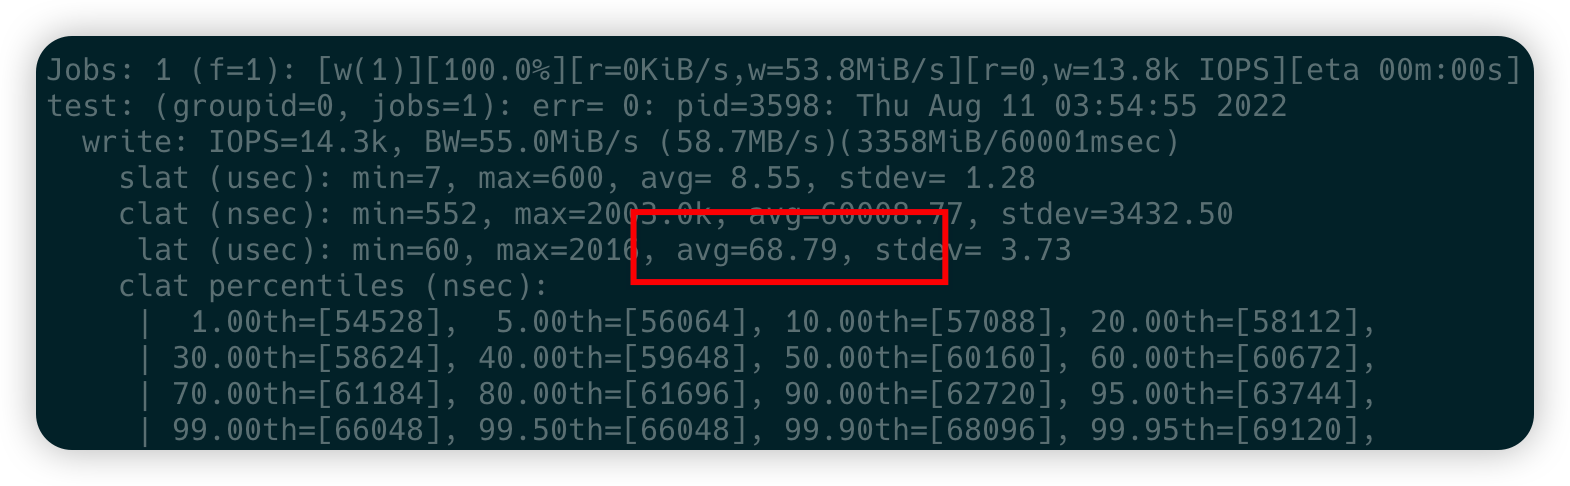 Jobs: 1 (f=1): [w(1)][100.0%][r=0KiB/s,w=53.8MiB/s][r=0,w=13.8k IOPS][eta 00m:00s]
test: (groupid=0, jobs=1): err= 0: pid=3598: Thu Aug 11 03:54:55 2022
write: IOPS=14.3k, BW=55.0MiB/s (58.7MB/s)(3358MiB/60001msec)
slat (usec): min=7, max=600, avg= 8.55, stdev= 1.28
clat (nsec): min=552, max=2003.0k, avg=60008.77, stdev=3432.50
lat (usec): min=60, max=2016, avg=68.79, stdev= 3.73
clat percentiles (nsec):
| 1.00th=[54528], 5.00th=[56064], 10.00th=[57088], 20.00th=[58112],
| 30.00th=[58624], 40.00th=[59648], 50.00th=[60160], 60.00th=[60672],
| 70.00th=[61184], 80.00th=[61696], 90.00th=[62720], 95.00th=[63744],
| 99.00th=[66048], 99.50th=[66048], 99.90th=[68096], 99.95th=[69120],